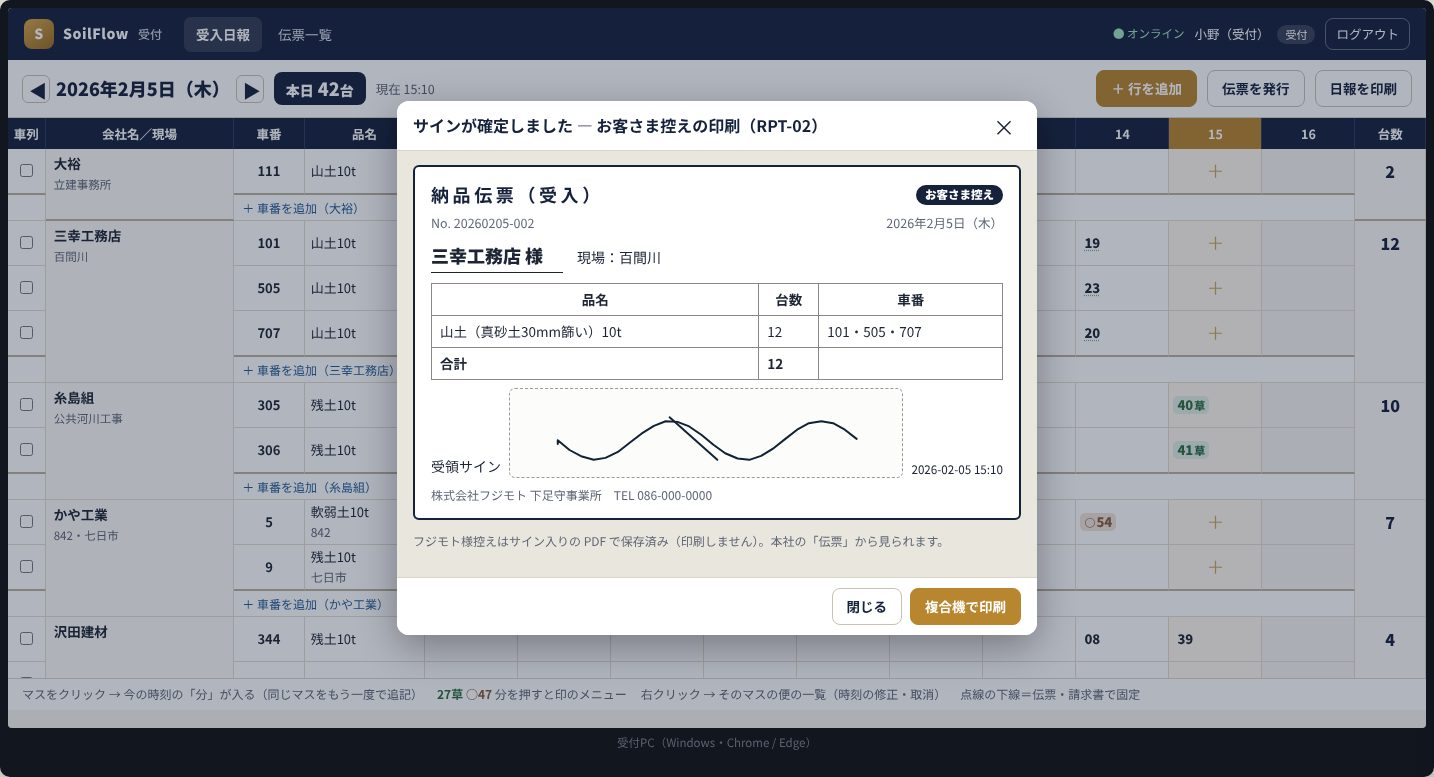 S SoilFlow 受付 受入日報 伝票一覧 オンライン 小野（受付） 受付 ログアウト
◀ 2026年2月5日（木） ▶ 本日 42台 現在 15:10 ＋ 行を追加 伝票を発行 日報を印刷
車列 会社名／現場 車番 品名 14 15 16 台数
大裕 111 山土10t ＋ 2
立建事務所
＋ 車番を追加（大裕）
三幸工務店 101 山土10t 19 ＋ 12
百間川
505 山土10t 23 ＋
707 山土10t 20 ＋
＋ 車番を追加（三幸工務店）
糸島組 305 残土10t 40草 10
公共河川工事
306 残土10t 41草
＋ 車番を追加（糸島組）
かや工業 5 軟弱土10t ○54 ＋ 7
842・七日市 842
9 残土10t ＋
七日市
＋ 車番を追加（かや工業）
沢田建材 344 残土10t 08 39 4
サインが確定しました — お客さま控えの印刷（RPT-02） ×
納品伝票（受入） お客さま控え
No. 20260205-002 2026年2月5日（木）
三幸工務店 様 現場：百間川
品名 台数 車番
山土（真砂土30mm篩い）10t 12 101・505・707
合計 12
受領サイン 2026-02-05 15:10
株式会社フジモト 下足守事業所 TEL 086-000-0000
フジモト様控えはサイン入りの PDF で保存済み（印刷しません）。本社の「伝票」から見られます。
閉じる 複合機で印刷
マスをクリック → 今の時刻の「分」が入る（同じマスをもう一度で追記） 27草 ○47 分を押すと印のメニュー 右クリック → そのマスの便の一覧（時刻の修正・取消） 点線の下線＝伝票・請求書で固定
受付PC（Windows・Chrome / Edge）